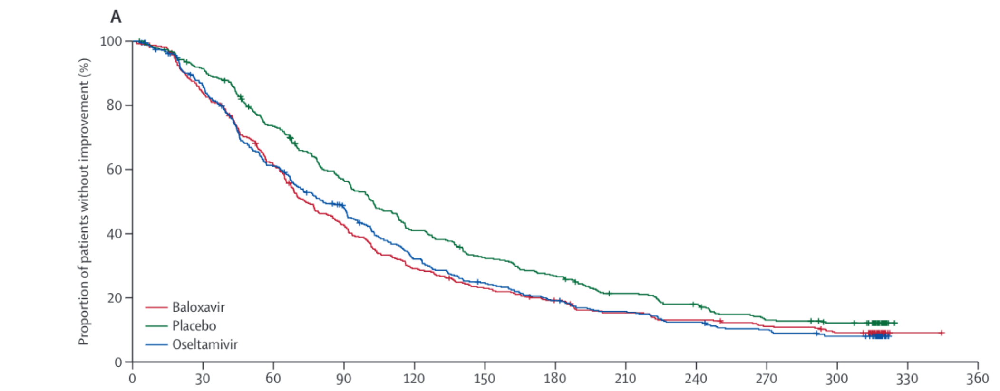 A
Proportion of patients without improvement (%)
100
80
60
40
20
0
Baloxavir
Placebo
Oseltamivir
0 30 60 90 120 150 180 210 240 270 300 330 360